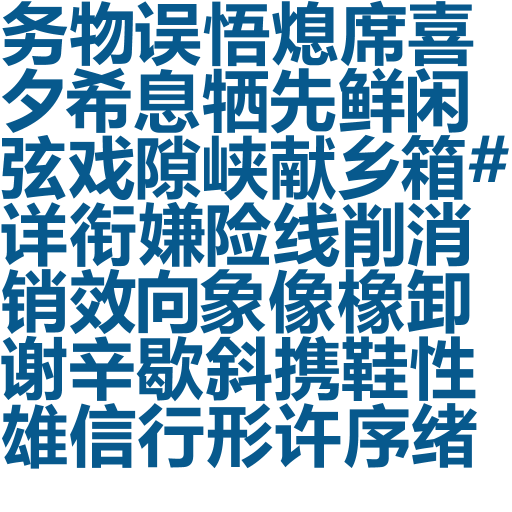 务物误悟熄席喜
夕希息牺先鲜闲
弦戏隙峡献乡箱#
详衔嫌险线削消
销效向象像橡卸
谢辛歇斜携鞋性
雄信行形许序绪